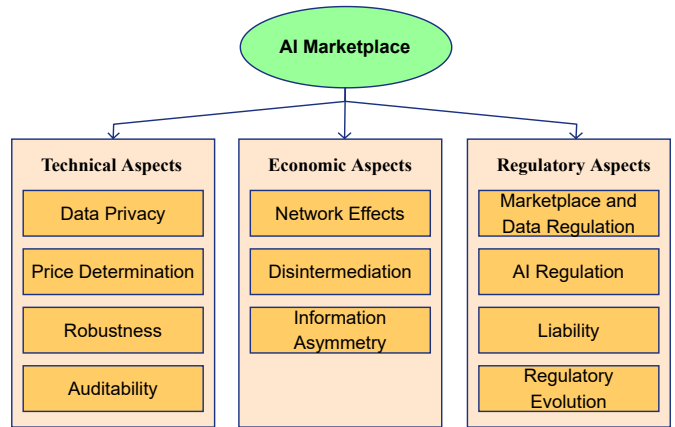 AI Marketplace
Technical Aspects
Data Privacy
Price Determination
Robustness
Auditability
Economic Aspects
Network Effects
Disintermediation
Information
Asymmetry
Regulatory Aspects
Marketplace and
Data Regulation
AI Regulation
Liability
Regulatory
Evolution